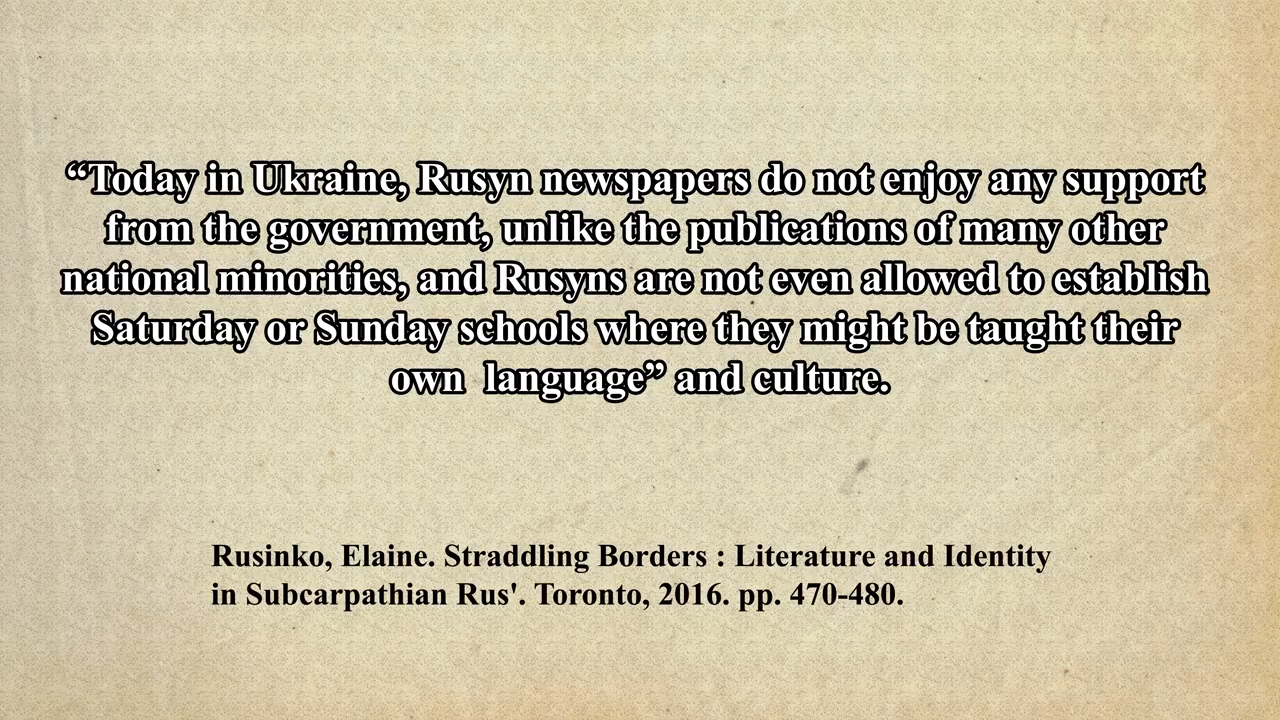 “Today in Ukraine, Rusyn newspapers do not enjoy any support
from the government, unlike the publications of many other
national minorities, and Rusyns are not even allowed to establish
Saturday or Sunday schools where they might be taught their
own  language” and culture.
Rusinko, Elaine. Straddling Borders : Literature and Identity
in Subcarpathian Rus'. Toronto, 2016. pp. 470-480.